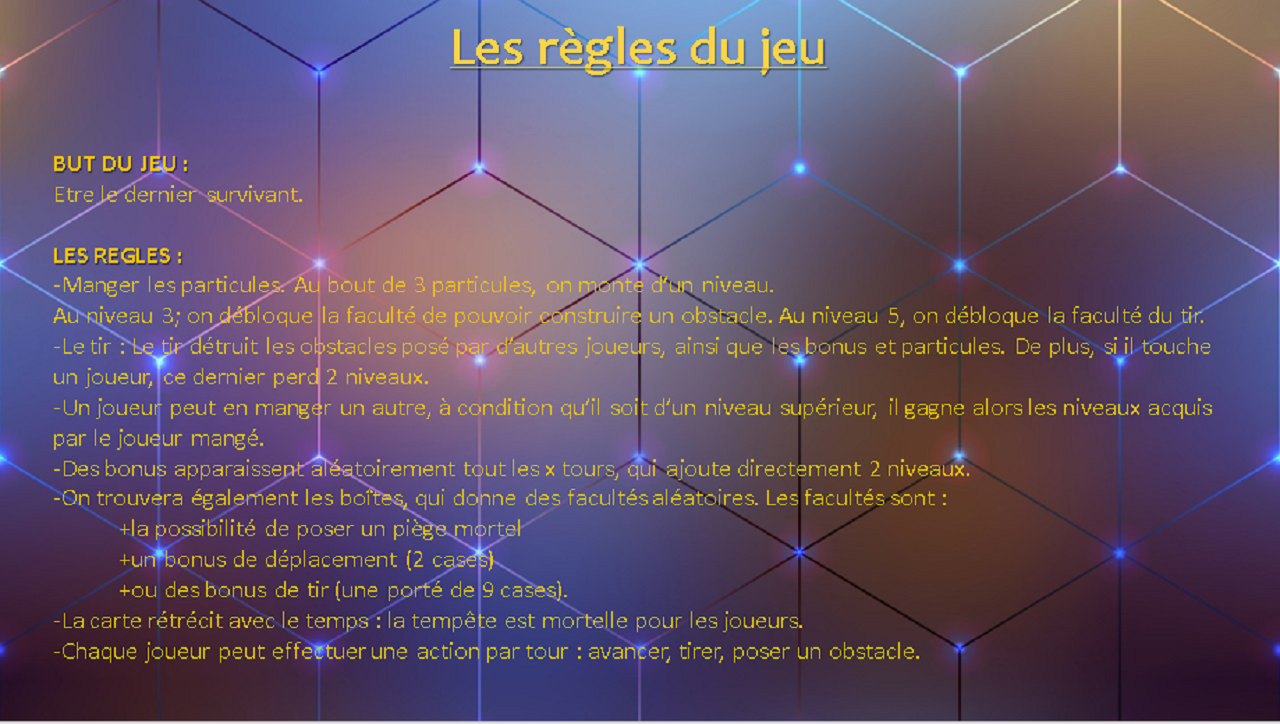 Les règles du jeu
BUT DU JEU :
Etre le dernier survivant.
LES REGLES :
-Manger les particules. Au bout de 3 particules, on monte d'un niveau.
Au niveau 3; on débloque la faculté de pouvoir construire un obstacle. Au niveau 5, on débloque la faculté du tir.
-Le tir : Le tir détruit les obstacles posé par d'autres joueurs, ainsi que les bonus et particules. De plus, si il touche
un joueur, ce dernier perd 2 niveaux.
-Un joueur peut en manger un autre, à condition qu'il soit d'un niveau supérieur, il gagne alors les niveaux acquis
par le joueur mangé.
-Des bonus apparaissent aléatoirement tout les x tours, qui ajoute directement 2 niveaux.
-On trouvera également les boîtes, qui donne des facultés aléatoires. Les facultés sont :
+la possibilité de poser un piège mortel
+un bonus de déplacement (2 cases)
+ou des bonus de tir (une porté de 9 cases).
-La carte rétrécit avec le temps : la tempête est mortelle pour les joueurs.
-Chaque joueur peut effectuer une action par tour : avancer, tirer, poser un obstacle.